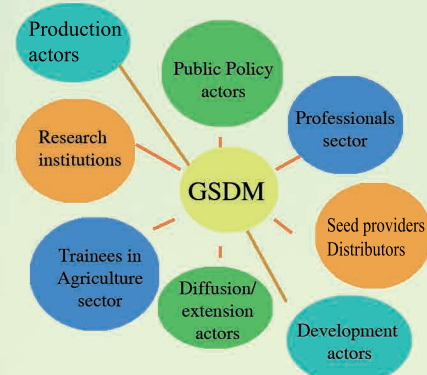 Production
actors
Public Policy
actors
Professionals
sector
Research
institutions
GSDM
Seed providers
Distributors
Trainees in
Agriculture
sector
Diffusion/
extension
actors
Development
actors